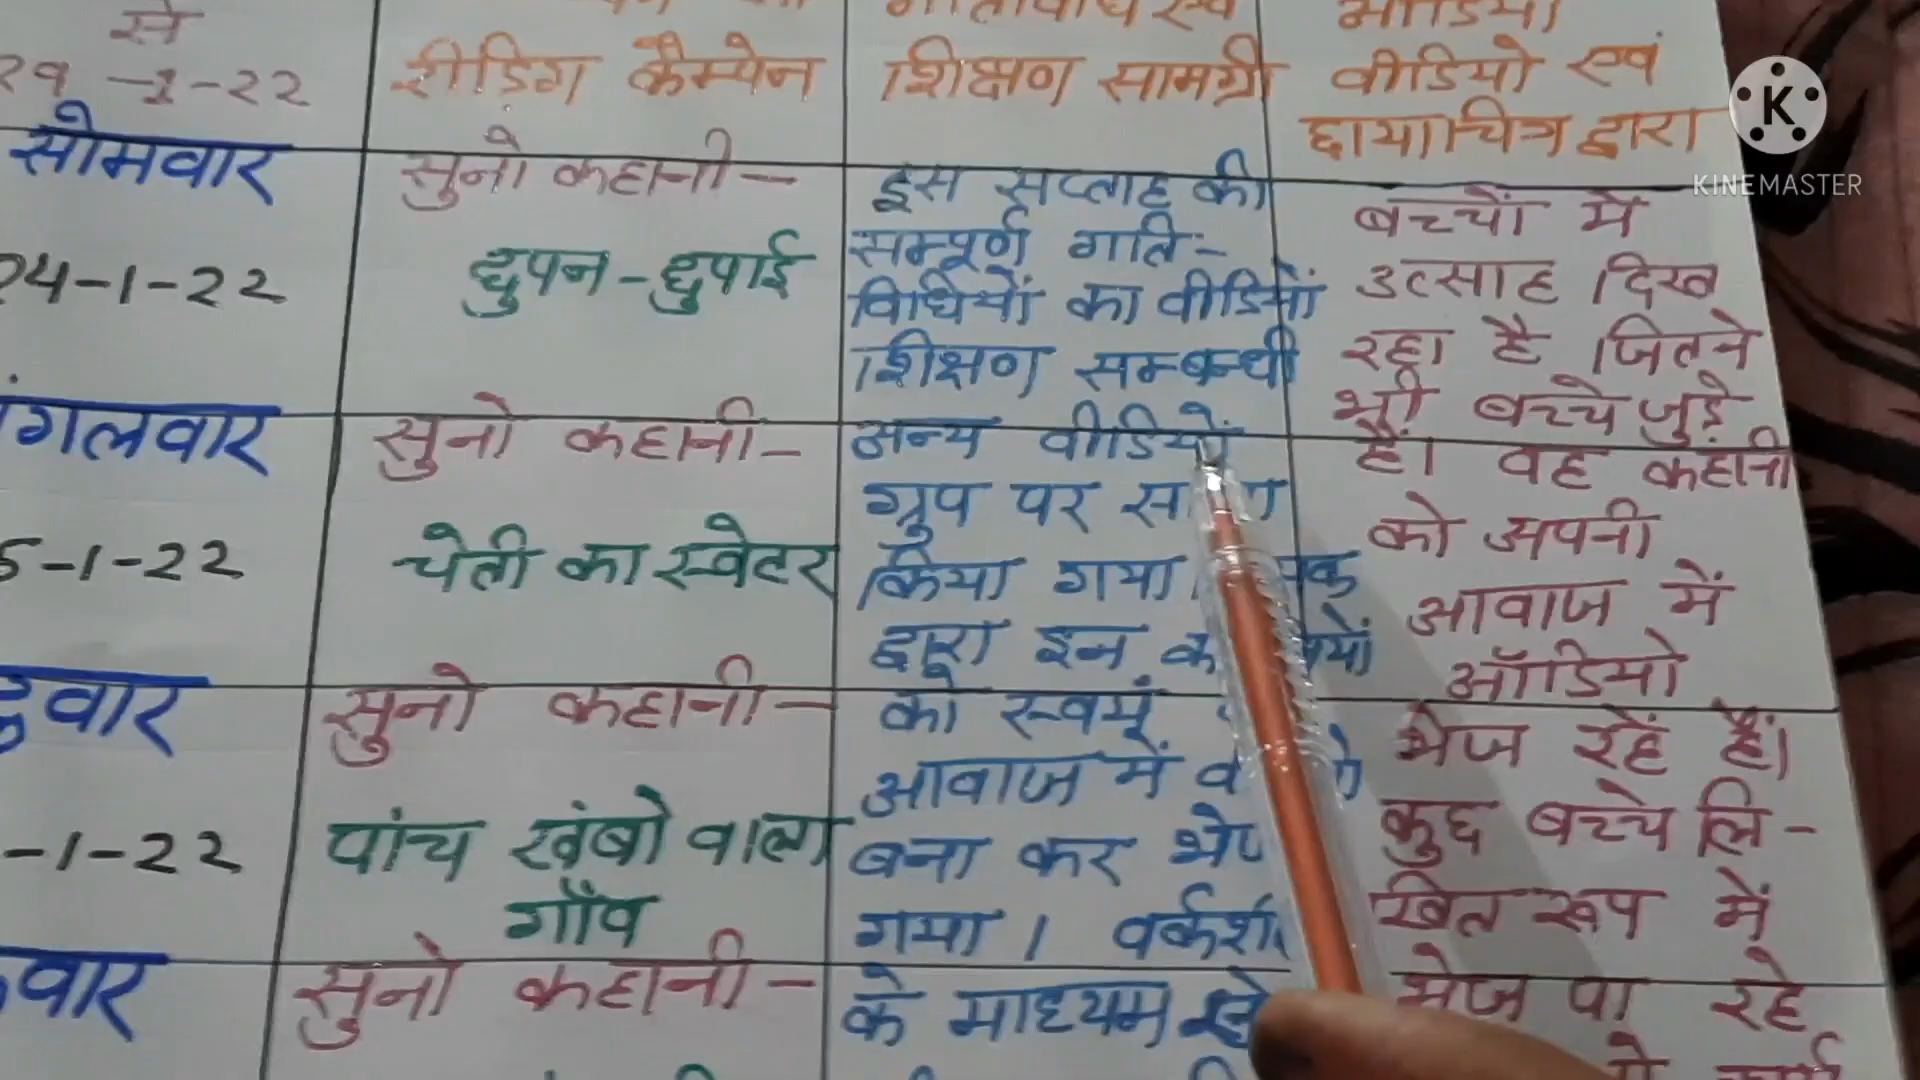 से
रीडिंग कैम्पेन
शिक्षण सामग्री
वीडियो एवं
छायाचित्र द्वारा
-1-22
सोमवार
24-1-22
सुनो कहानी-
छुपन-छुपाई
इस सप्ताह की
सम्पूर्ण गति-
विधियों का वीडियों
शिक्षण सम्बन्धी
अन्य वीडियों
ग्रुप पर
किया गया
द्वारा इन
को स्वयं
आवाज में
बना कर
गया।
के माध्यम से
बच्चों में
उत्साह दिख
रहा है जितने
भी बच्चे जुड़े
हैं। वह कहानी
को अपनी
आवाज में
ऑडियो
भेज रहें हैं।
कुछ बच्चे लि-
खित रूप में
भेज पा रहे
गलवार
5-1-22
सुनो कहानी-
चेती का स्वेटर
वार
-1-22
सुनो कहानी-
पांच खंबो वाला
गाँव
वार
सुनो कहानी-
K
KINEMASTER